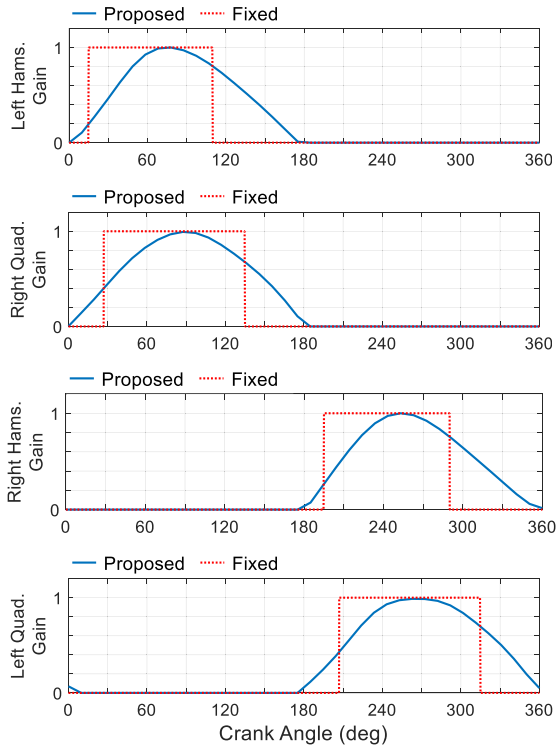 Proposed Fixed
Left Hams.
Gain
1
0
0 60 120 180 240 300 360
Proposed Fixed
Right Quad.
Gain
1
0
0 60 120 180 240 300 360
Proposed Fixed
Right Hams.
Gain
1
0
0 60 120 180 240 300 360
Proposed Fixed
Left Quad.
Gain
1
0
0 60 120 180 240 300 360
Crank Angle (deg)